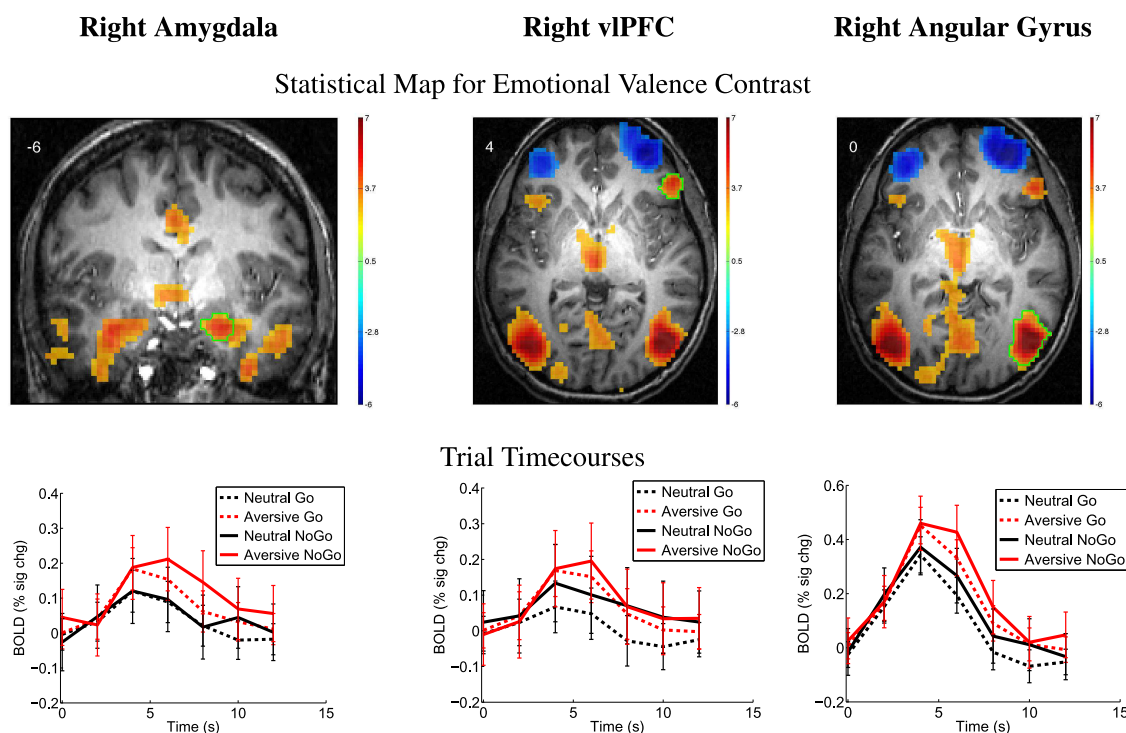 Right Amygdala
Right vlPFC
Right Angular Gyrus
Statistical Map for Emotional Valence Contrast
-6
7
3.7
0.5
-2.8
-6
4
7
3.7
0.5
-2.8
-6
0
7
3.7
0.5
-2.8
-6
Trial Timecourses
BOLD (% sig chg)
0.4
0.3
0.2
0.1
0
−0.1
−0.2
0 5 10 15
Time (s)
Neutral Go
Aversive Go
Neutral NoGo
Aversive NoGo
BOLD (% sig chg)
0.4
0.3
0.2
0.1
0
−0.1
−0.2
0 5 10 15
Time (s)
Neutral Go
Aversive Go
Neutral NoGo
Aversive NoGo
BOLD (% sig chg)
0.6
0.4
0.2
0
−0.2
0 5 10 15
Time (s)
Neutral Go
Aversive Go
Neutral NoGo
Aversive NoGo